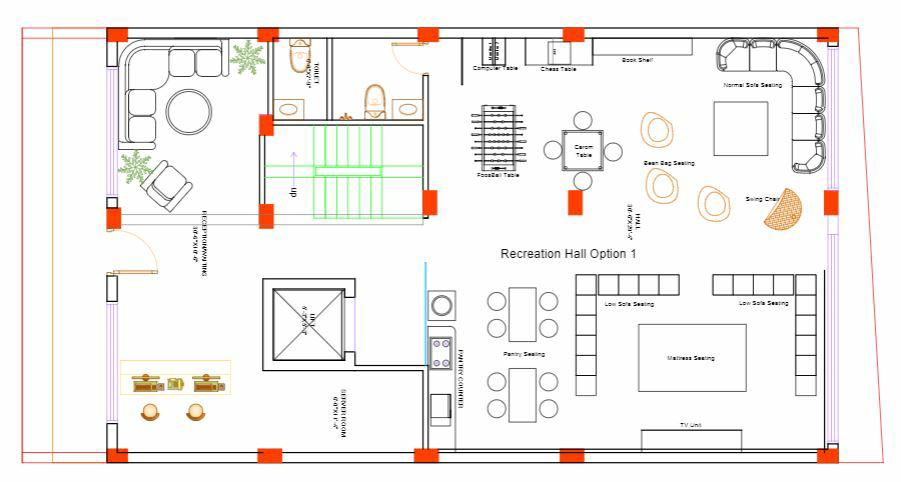 TOILET
Computer Table
Chess Table
Book Shelf
Normal Sofa Seating
FoosBall Table
Carom
Table
Bean Bag Seating
Swing Chair
UP
RECEPTION/WAITING
HALL
Recreation Hall Option 1
Low Sofa Seating
Low Sofa Seating
Pantry Seating
Mattress Seating
LIFT
PANTRY COUNTER
SERVER ROOM
TV Unit